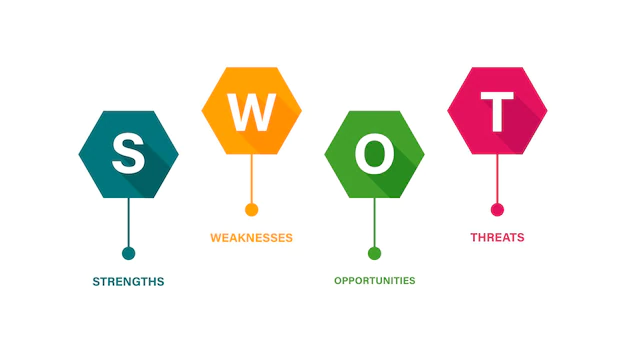 S
W
O
T
STRENGTHS
WEAKNESSES
OPPORTUNITIES
THREATS